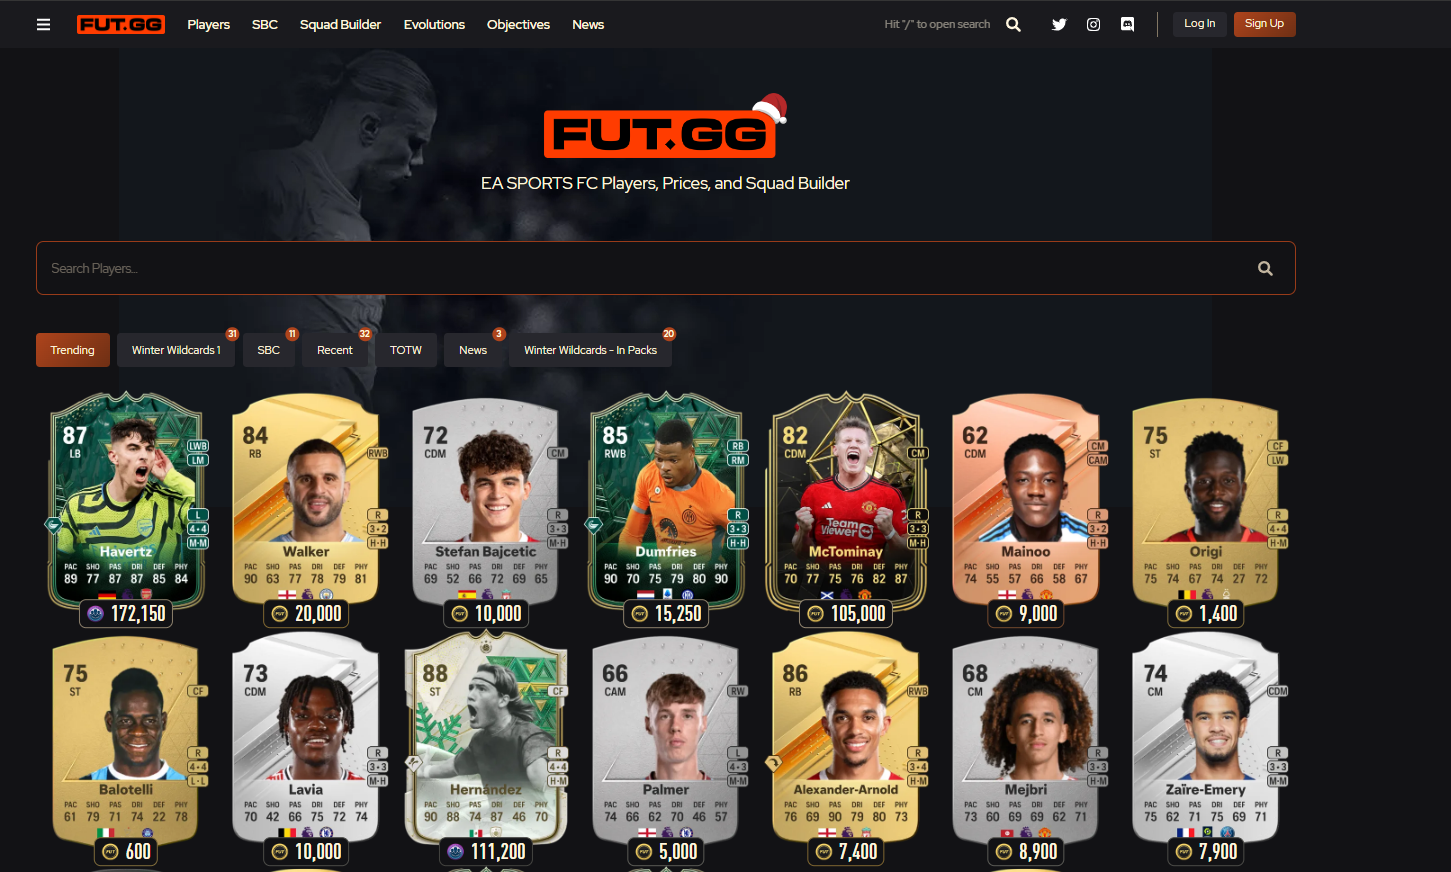 FUT.GG Players SBC Squad Builder Evolutions Objectives News Hit "/" to open search Log In Sign Up
FUT.GG
EA SPORTS FC Players, Prices, and Squad Builder
Search Players...
31 11 32 3 20
Trending Winter Wildcards 1 SBC Recent TOTW News Winter Wildcards - In Packs
87 LB LWB LM L 4★4 M-M
Havertz
PAC SHO PAS DRI DEF PHY
89 77 87 87 85 84
172,150
84 RB RWB R 3★2 H-H
Walker
PAC SHO PAS DRI DEF PHY
90 63 77 78 79 81
20,000
72 CDM CM R 3★3 M-H
Stefan Bajcetic
PAC SHO PAS DRI DEF PHY
69 52 66 72 69 65
10,000
85 RWB RB RM R 3★3 H-H
Dumfries
PAC SHO PAS DRI DEF PHY
90 70 75 79 80 90
15,250
82 CDM CM R 3★3 M-H
TeamViewer
McTominay
PAC SHO PAS DRI DEF PHY
70 77 75 76 82 87
105,000
62 CDM CM CAM R 3★2 H-H
Mainoo
PAC SHO PAS DRI DEF PHY
74 55 57 66 58 67
9,000
75 ST CF LW R 4★4 H-M
Origi
PAC SHO PAS DRI DEF PHY
75 74 67 74 27 72
1,400
75 ST CF R 4★4 L-L
Balotelli
PAC SHO PAS DRI DEF PHY
61 79 71 74 22 78
600
73 CDM R 3★3 M-H
Lavia
PAC SHO PAS DRI DEF PHY
70 42 66 75 72 74
10,000
88 ST CF R 4★4 H-M
Hernández
PAC SHO PAS DRI DEF PHY
90 88 74 87 46 70
111,200
66 CAM RW L 4★3 M-M
Palmer
PAC SHO PAS DRI DEF PHY
74 66 62 70 46 57
5,000
86 RB RWB R 3★4 H-M
Alexander-Arnold
PAC SHO PAS DRI DEF PHY
76 69 90 80 80 73
7,400
68 CM R 3★3 H-H
Mejbri
PAC SHO PAS DRI DEF PHY
73 60 69 69 62 71
8,900
74 CM CDM R 3★3 M-M
Zaïre-Emery
PAC SHO PAS DRI DEF PHY
75 62 71 75 69 71
7,900